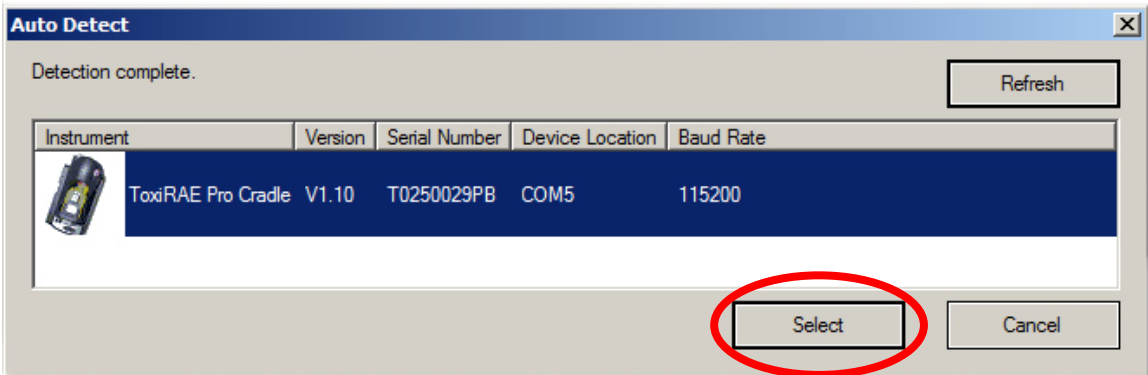 Auto Detect
Detection complete.
Refresh
Instrument Version Serial Number Device Location Baud Rate
ToxiRAE Pro Cradle V1.10 T0250029PB COM5 115200
Select Cancel